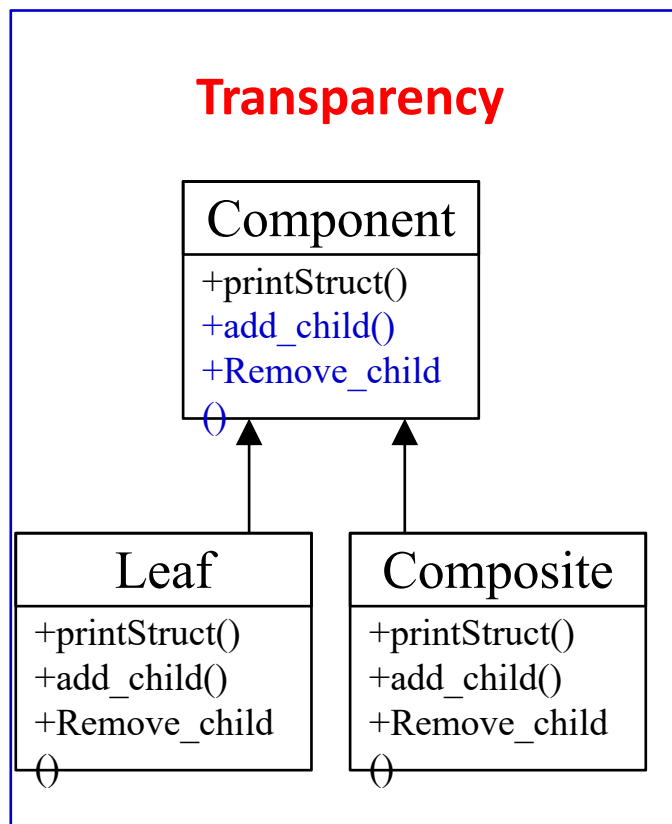 Transparency
Component
+printStruct()
+add_child()
+Remove_child
()
Leaf
+printStruct()
+add_child()
+Remove_child
()
Composite
+printStruct()
+add_child()
+Remove_child
()